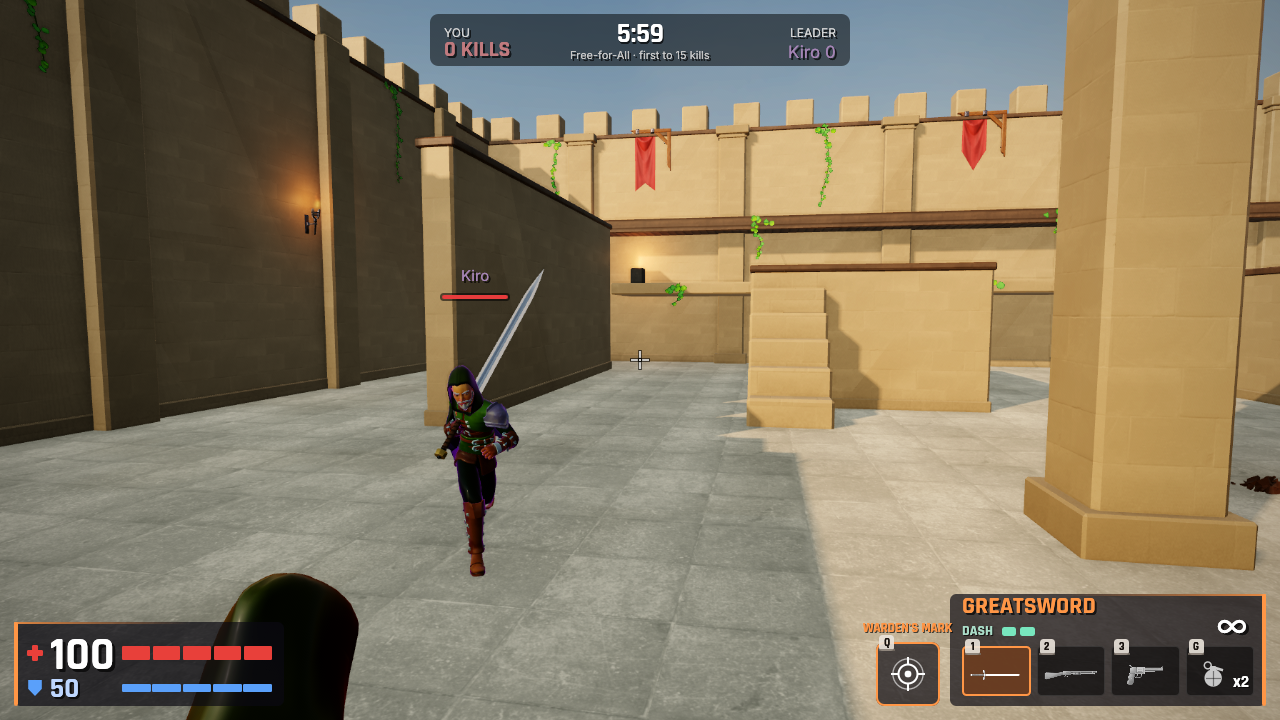 YOU
0 KILLS
5:59
Free-for-All · first to 15 kills
LEADER
Kiro 0
Kiro
100
50
WARDEN'S MARK
Q
GREATSWORD
DASH
∞
1
2
3
G
x2